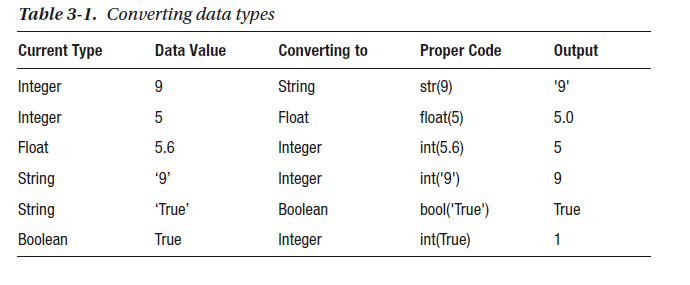 Table 3-1. Converting data types
Current Type Data Value Converting to Proper Code Output
Integer 9 String str(9) '9'
Integer 5 Float float(5) 5.0
Float 5.6 Integer int(5.6) 5
String ‘9’ Integer int('9') 9
String ‘True’ Boolean bool('True') True
Boolean True Integer int(True) 1